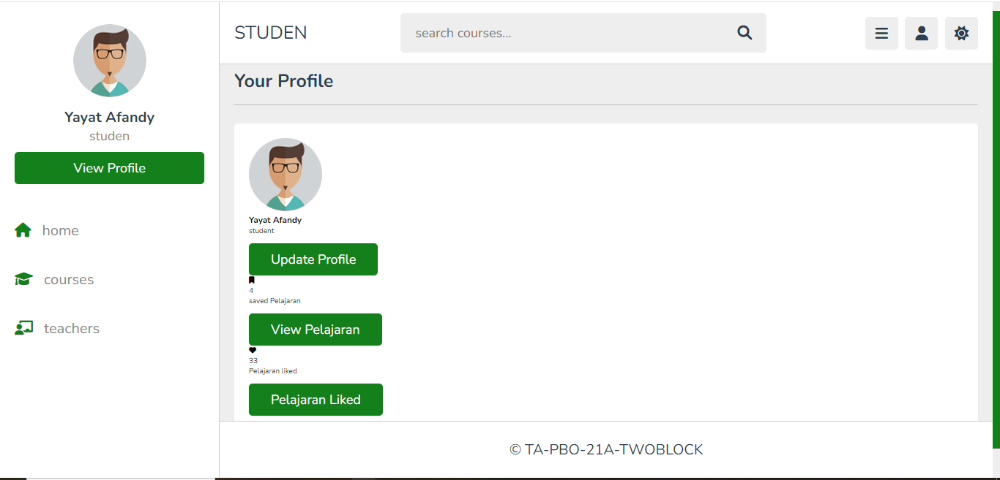 Yayat Afandy
studen
View Profile
home
courses
teachers
STUDEN
search courses...
Your Profile
Yayat Afandy
student
Update Profile
4
saved Pelajaran
View Pelajaran
33
Pelajaran liked
Pelajaran Liked
© TA-PBO-21A-TWOBLOCK